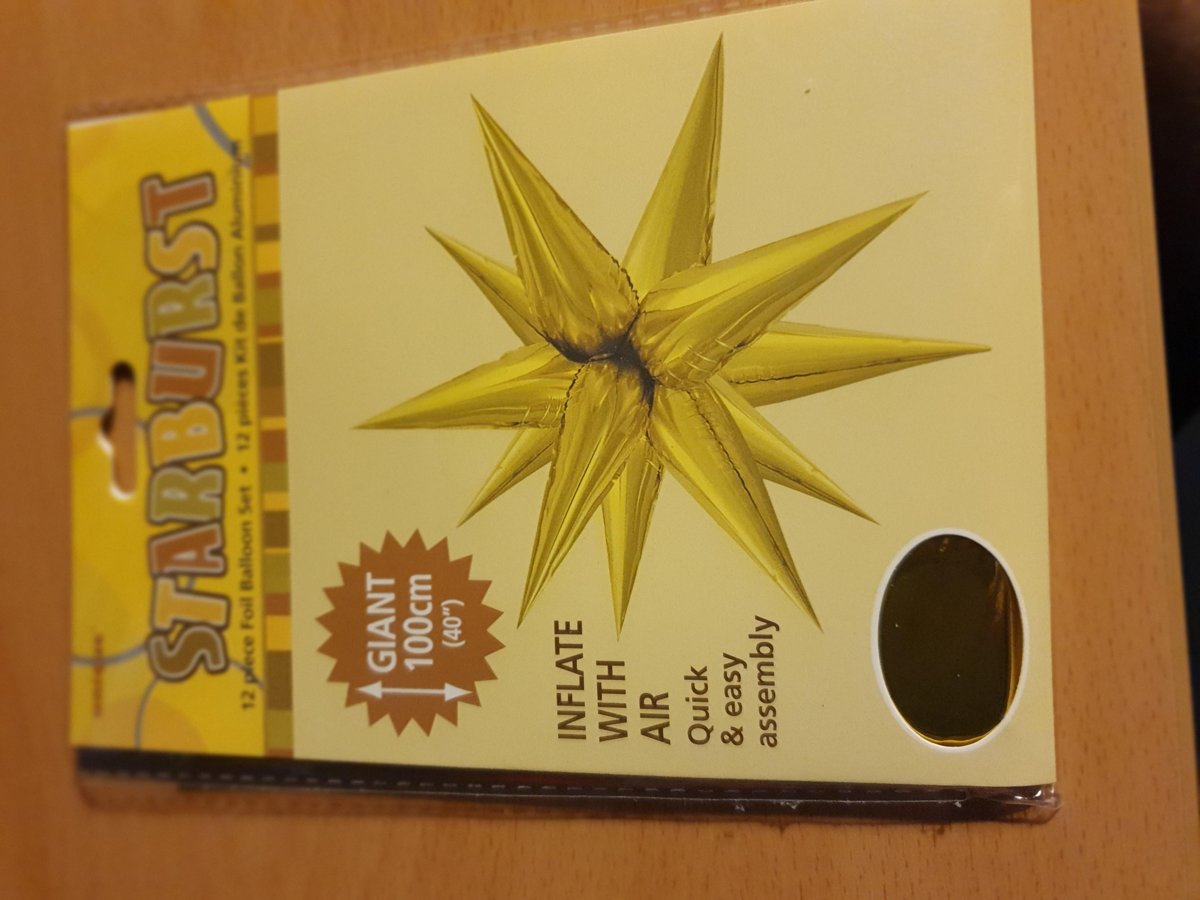 STARBURST
12 piece Foil Balloon Set • 12 pièces Kit de Ballon Aluminium
GIANT
100cm
(40")
INFLATE
WITH
AIR
Quick
& easy
assembly